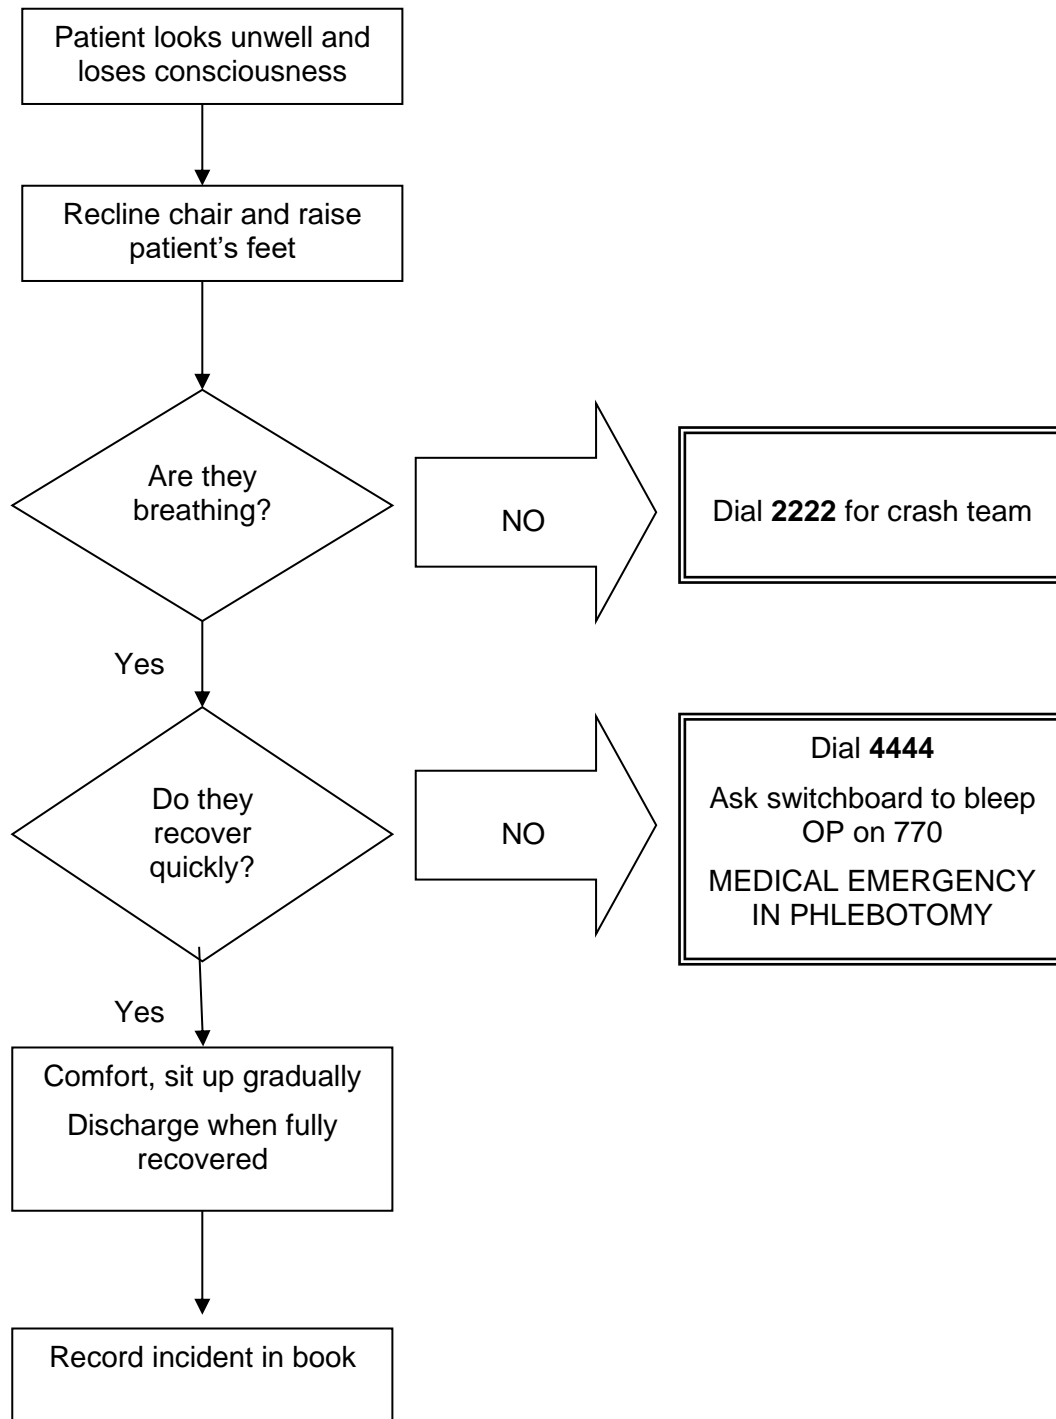 Patient looks unwell and
loses consciousness
Recline chair and raise
patient’s feet
Are they
breathing?
NO
Dial 2222 for crash team
Yes
Do they
recover
quickly?
NO
Dial 4444
Ask switchboard to bleep
OP on 770
MEDICAL EMERGENCY
IN PHLEBOTOMY
Yes
Comfort, sit up gradually
Discharge when fully
recovered
Record incident in book